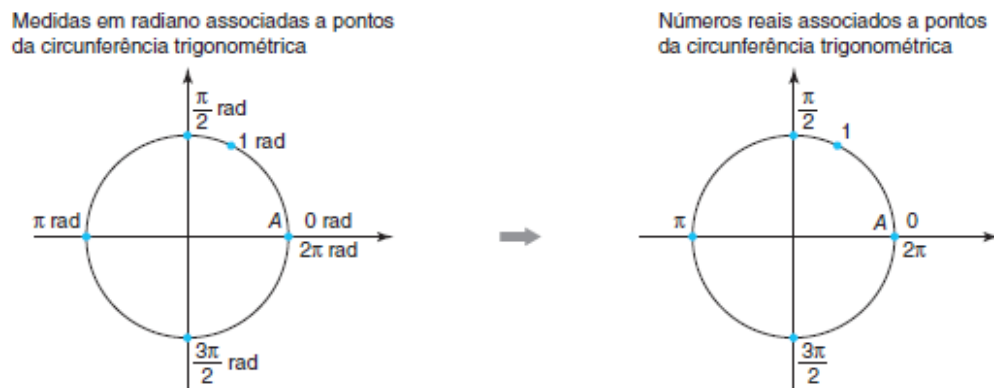 Medidas em radiano associadas a pontos
da circunferência trigonométrica
π/2 rad
1 rad
π rad
A 0 rad
2π rad
3π/2 rad
Números reais associados a pontos
da circunferência trigonométrica
π/2
1
π
A 0
2π
3π/2